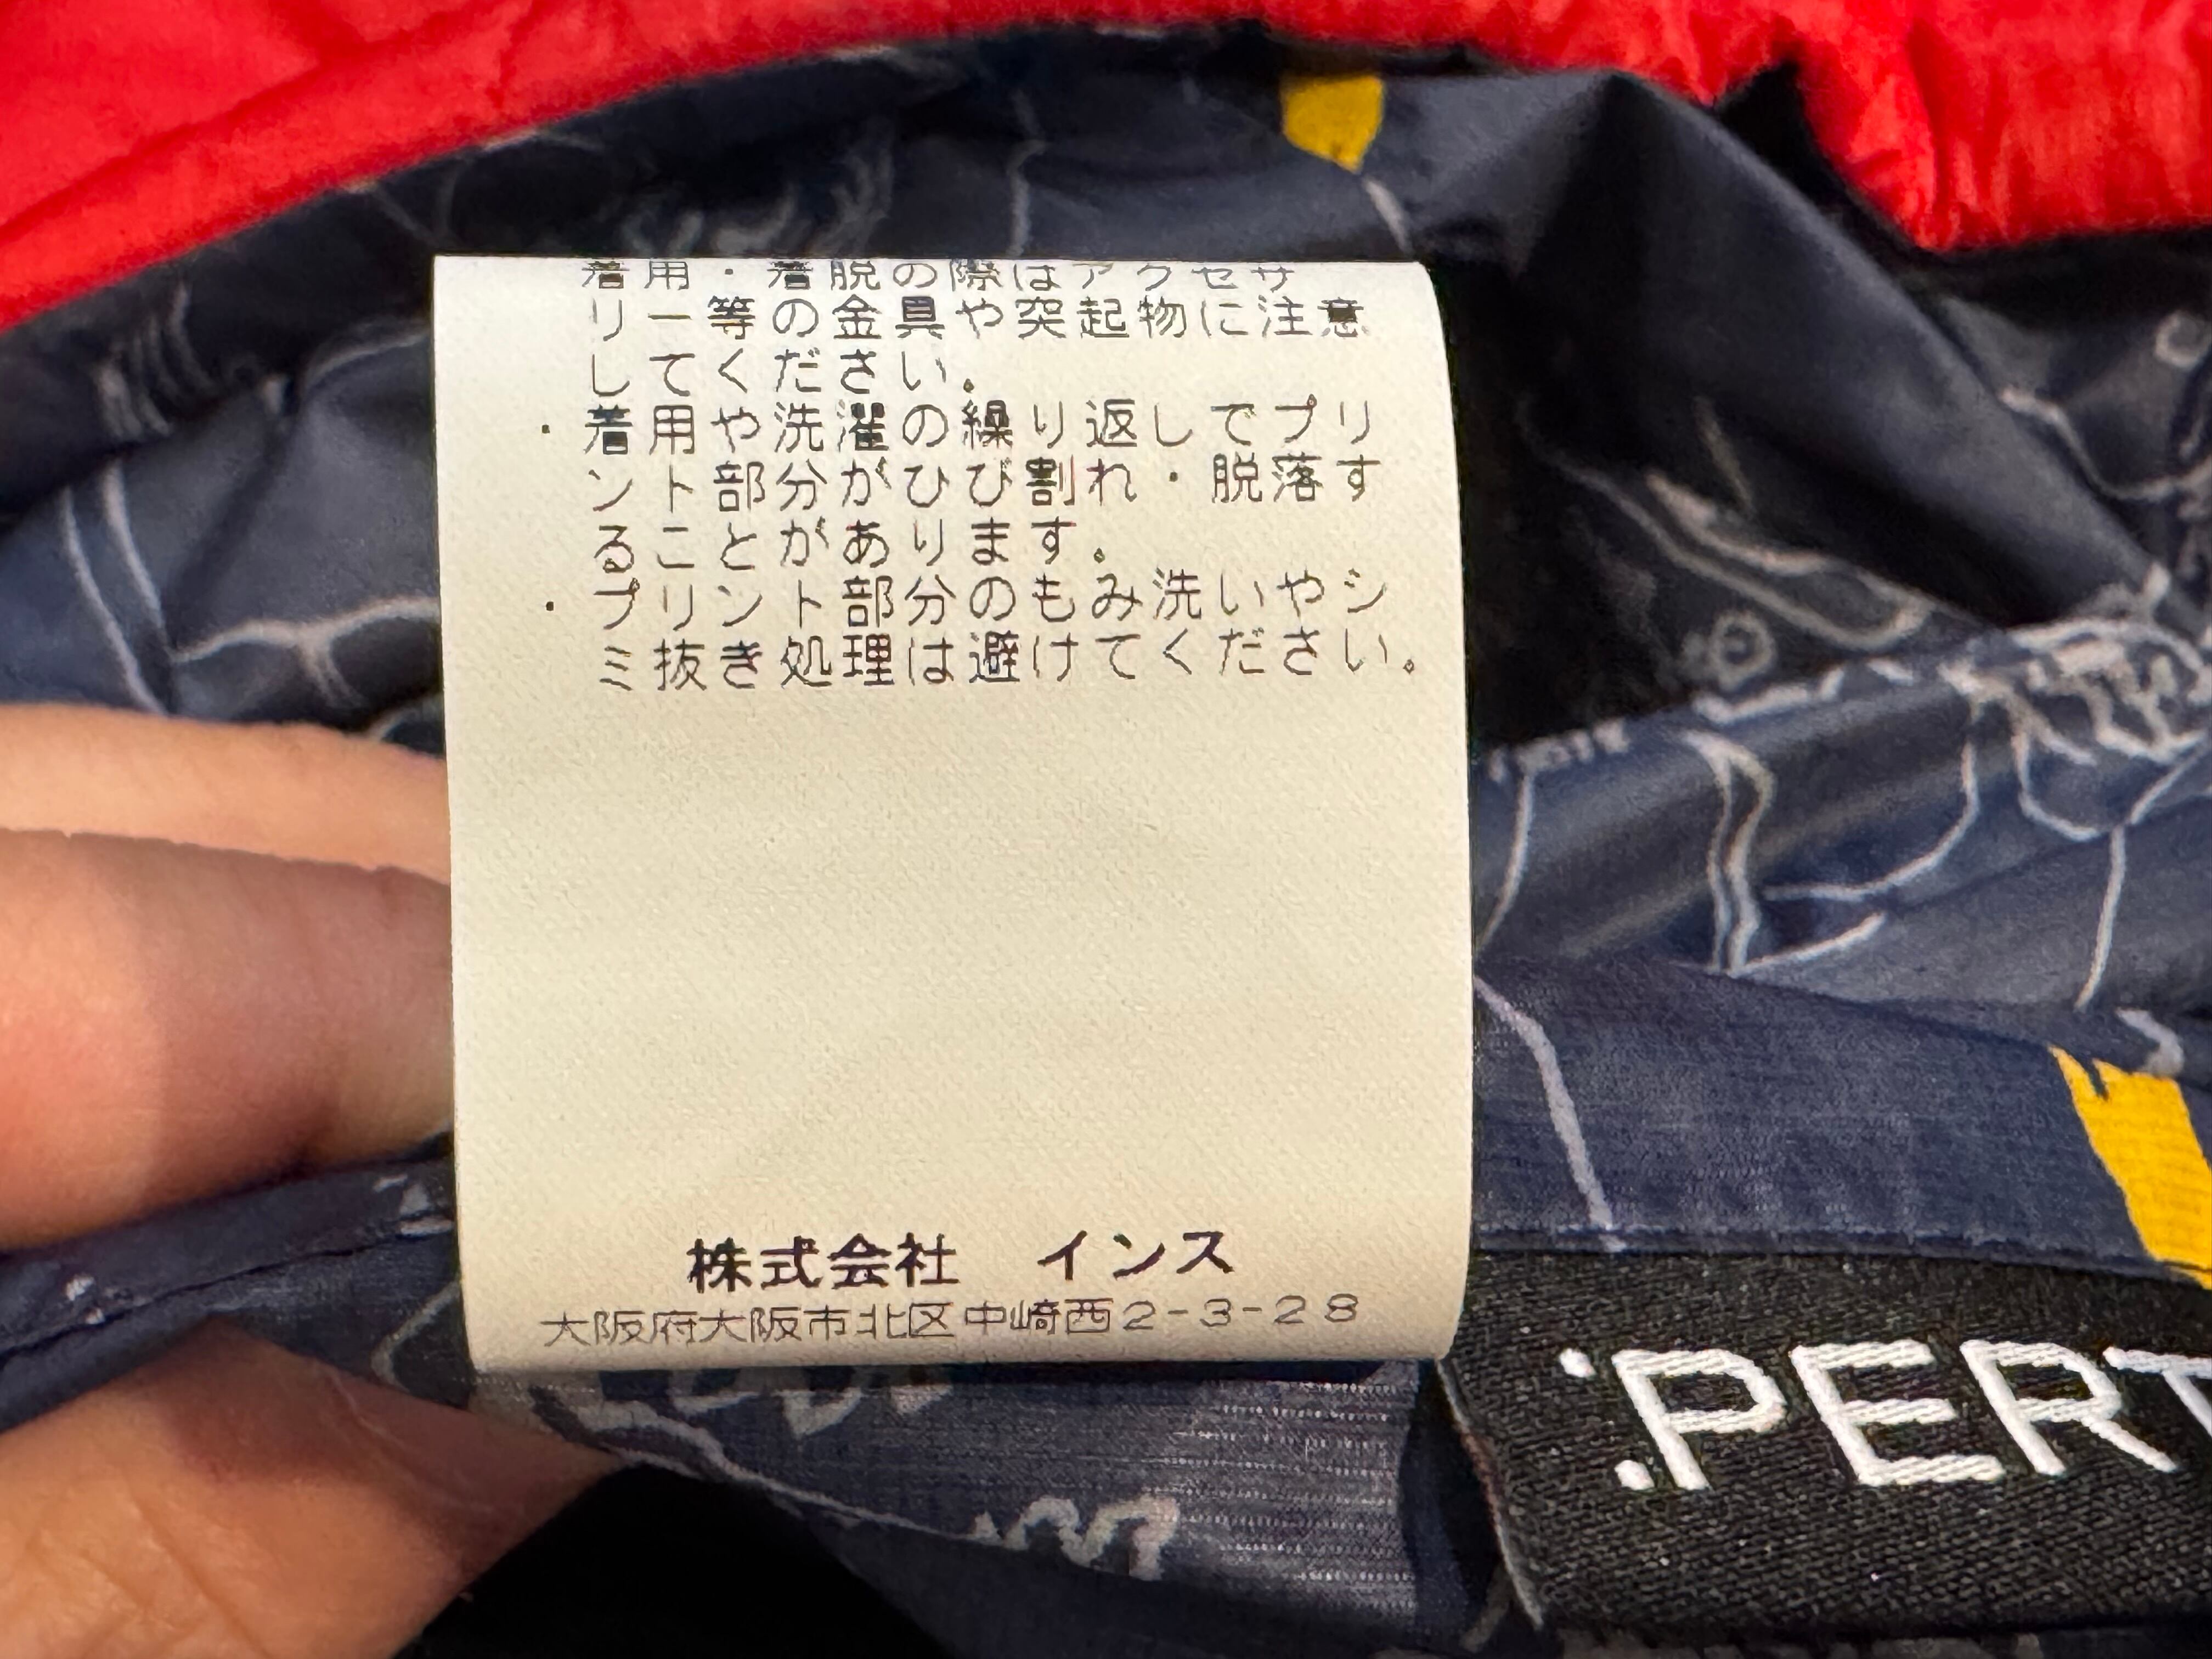 着用・着脱の際はアクセサ
リー等の金具や突起物に注意
してください。
・着用や洗濯の繰り返しでプリ
ント部分がひび割れ・脱落す
ることがあります。
・プリント部分のもみ洗いやシ
ミ抜き処理は避けてください。
株式会社　インス
大阪府大阪市北区中崎西2-3-28
PERT